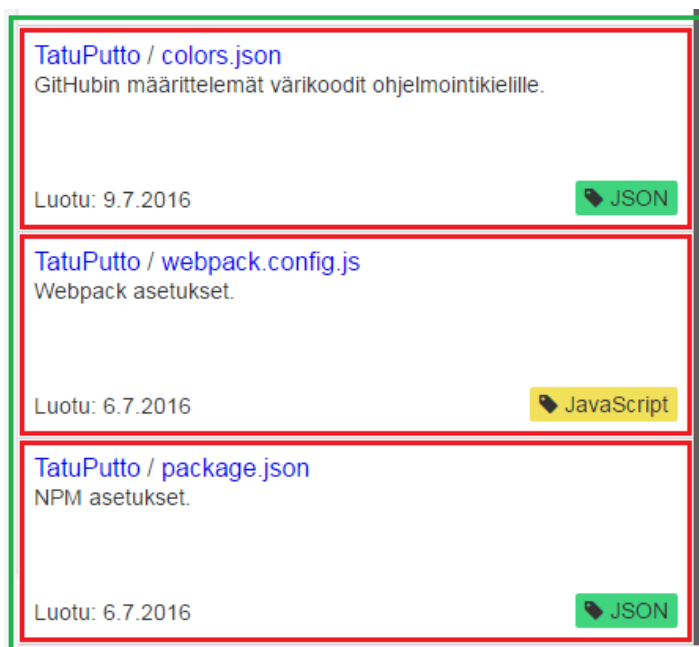 TatuPutto / colors.json
GitHubin määrittelemät värikoodit ohjelmointikielille.
Luotu: 9.7.2016 JSON
TatuPutto / webpack.config.js
Webpack asetukset.
Luotu: 6.7.2016 JavaScript
TatuPutto / package.json
NPM asetukset.
Luotu: 6.7.2016 JSON